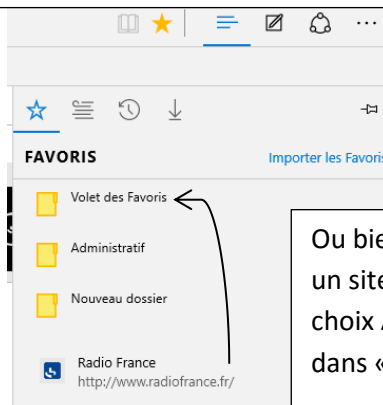 FAVORIS
Importer les Favoris
Volet des Favoris
Administratif
Nouveau dossier
Radio France
http://www.radiofrance.fr/
Ou bie
un site
choix
dans «